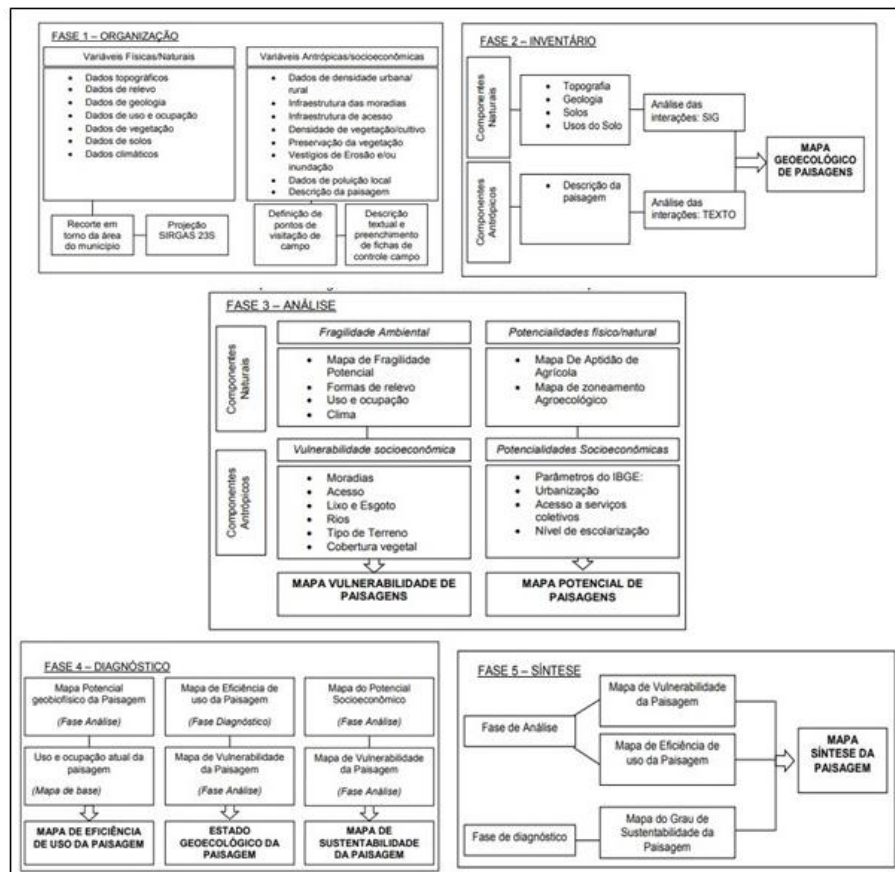 FASE 1 – ORGANIZAÇÃO
Variáveis Físicas/Naturais
• Dados topográficos
• Dados de relevo
• Dados de geologia
• Dados de uso e ocupação
• Dados de vegetação
• Dados de solos
• Dados climáticos
Recorte em
torno da área
do município
Projeção
SIRGAS 23S
Variáveis Antrópicas/socioeconômicas
• Dados de densidade urbana/
rural
• Infraestrutura das moradias
• Infraestrutura de acesso
• Densidade de vegetação/cultivo
• Preservação da vegetação
• Vestígios de Erosão e/ou
inundação
• Dados de poluição local
• Descrição da paisagem
Definição de
pontos de
visitação de
campo
Descrição
textual e
preenchimento
de fichas de
controle campo
FASE 2 – INVENTÁRIO
Componentes
Naturais
• Topografia
• Geologia
• Solos
• Usos do Solo
Análise das
interações: SIG
Componentes
Antrópicos
• Descrição da
paisagem
Análise das
interações: TEXTO
MAPA
GEOECOLÓGICO
DE PAISAGENS
FASE 3 – ANÁLISE
Componentes
Naturais
Fragilidade Ambiental
• Mapa de Fragilidade
Potencial
• Formas de relevo
• Uso e ocupação
• Clima
Potencialidades físico/natural
• Mapa De Aptidão de
Agrícola
• Mapa de zoneamento
Agroecológico
Componentes
Antrópicos
Vulnerabilidade socioeconômica
• Moradias
• Acesso
• Lixo e Esgoto
• Rios
• Tipo de Terreno
• Cobertura vegetal
MAPA VULNERABILIDADE DE
PAISAGENS
Potencialidades Socioeconômicas
• Parâmetros do IBGE:
• Urbanização
• Acesso a serviços
coletivos
• Nível de escolarização
MAPA POTENCIAL DE
PAISAGENS
FASE 4 – DIAGNÓSTICO
Mapa Potencial
geobiofísico da Paisagem
(Fase Análise)
Uso e ocupação atual da
paisagem
(Mapa de base)
MAPA DE EFICIÊNCIA
DE USO DA PAISAGEM
Mapa de Eficiência de
uso da Paisagem
(Fase Diagnóstico)
Mapa de Vulnerabilidade
da Paisagem
(Fase Análise)
ESTADO
GEOECOLÓGICO DA
PAISAGEM
Mapa do Potencial
Socioeconômico
(Fase Análise)
Mapa de Vulnerabilidade
da Paisagem
(Fase Análise)
MAPA DE
SUSTENTABILIDADE
DA PAISAGEM
FASE 5 – SÍNTESE
Fase de Análise
Mapa de Vulnerabilidade
da Paisagem
Mapa de Eficiência de
uso da Paisagem
Fase de diagnóstico
Mapa do Grau de
Sustentabilidade da
Paisagem
MAPA
SÍNTESE DA
PAISAGEM